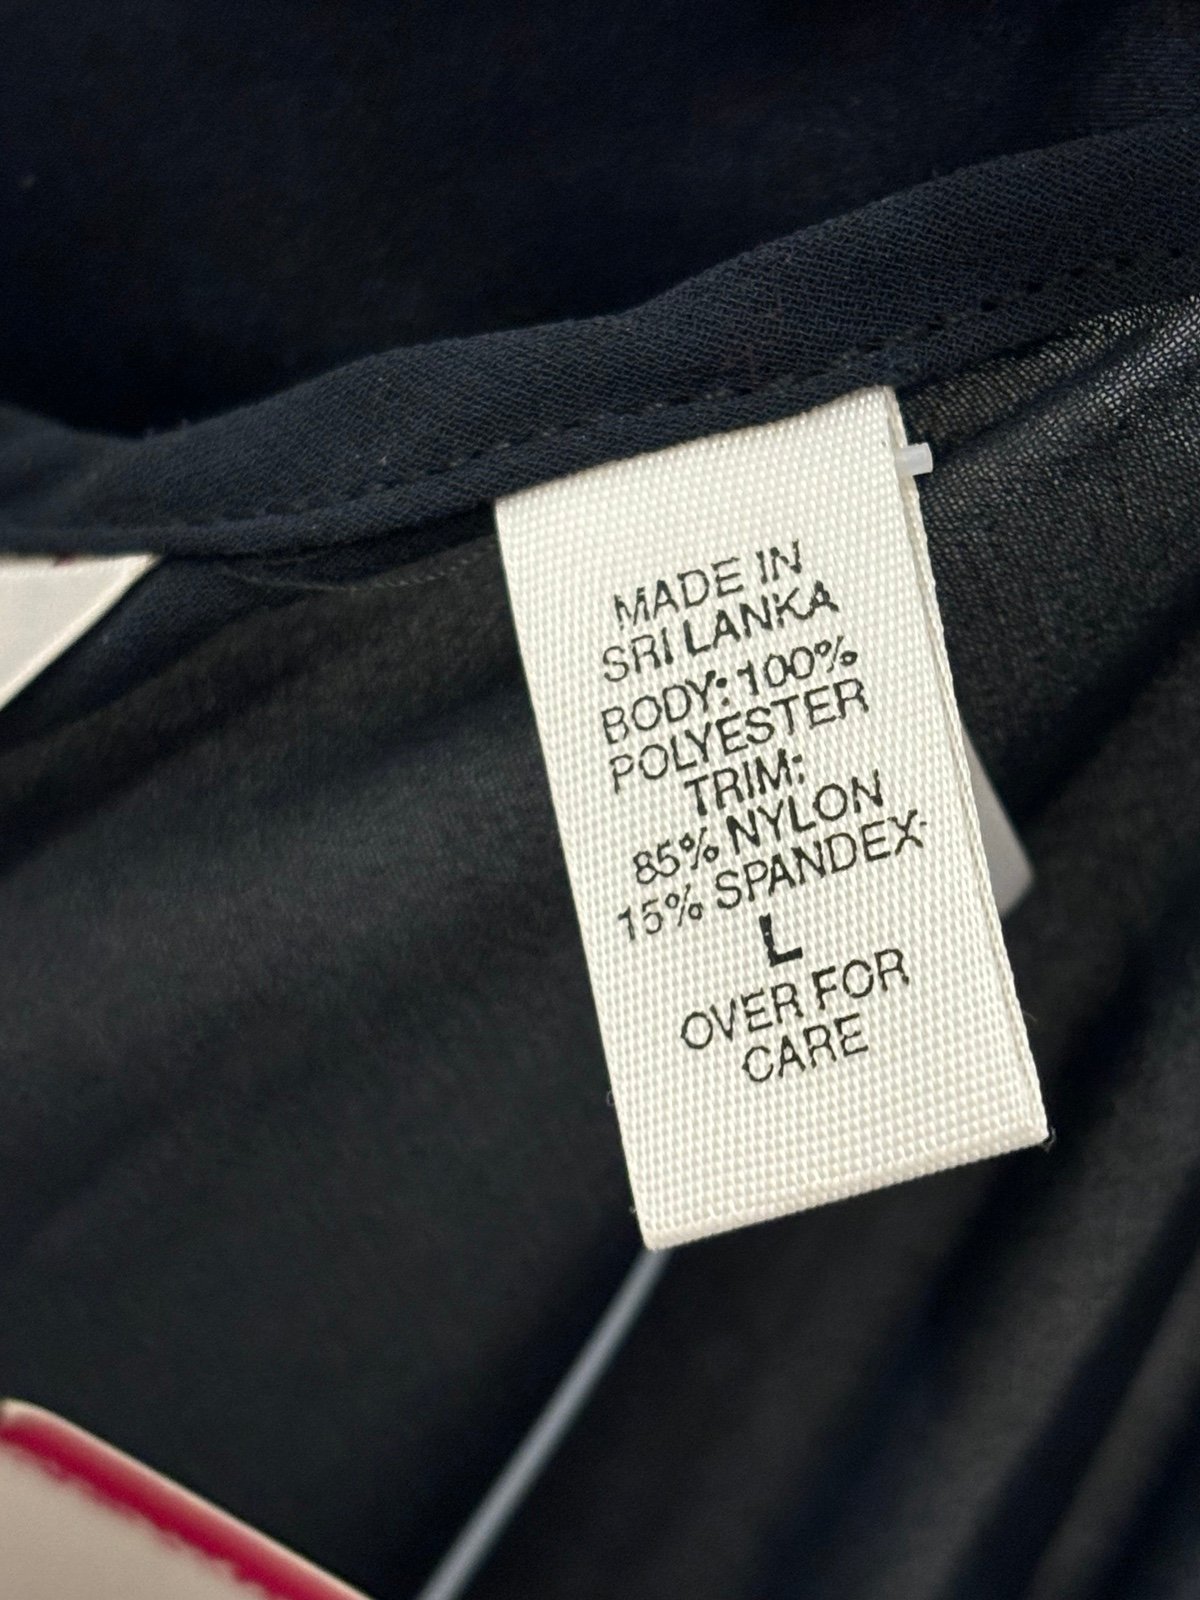 MADE IN
SRI LANKA
BODY: 100%
POLYESTER
TRIM:
85% NYLON
15% SPANDEX
L
OVER FOR
CARE